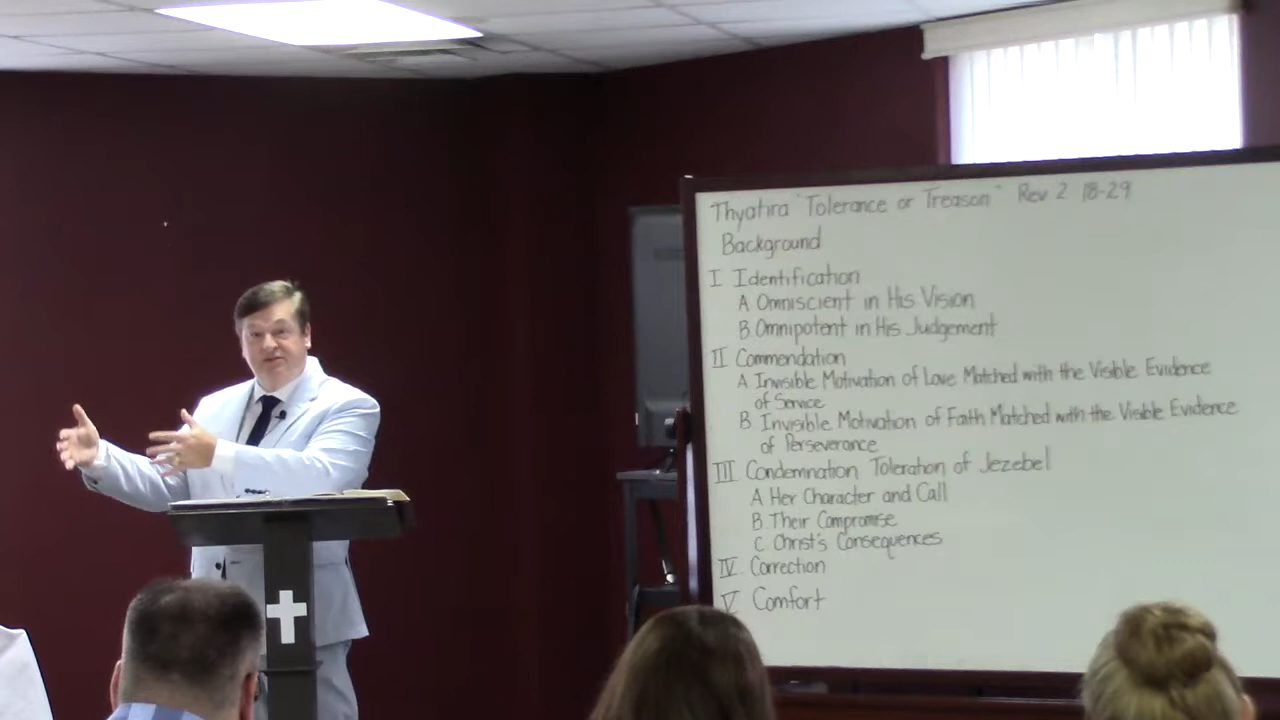 Thyatira "Tolerance or Treason" Rev 2 18-29
Background
I Identification
A Omniscient in His Vision
B. Omnipotent in His Judgement
II Commendation
A Invisible Motivation of Love Matched with the Visible Evidence
of Service
B Invisible Motivation of Faith Matched with the Visible Evidence
of Perseverance
III Condemnation Toleration of Jezebel
A Her Character and Call
B. Their Compromise
C. Christ's Consequences
IV. Correction
V Comfort